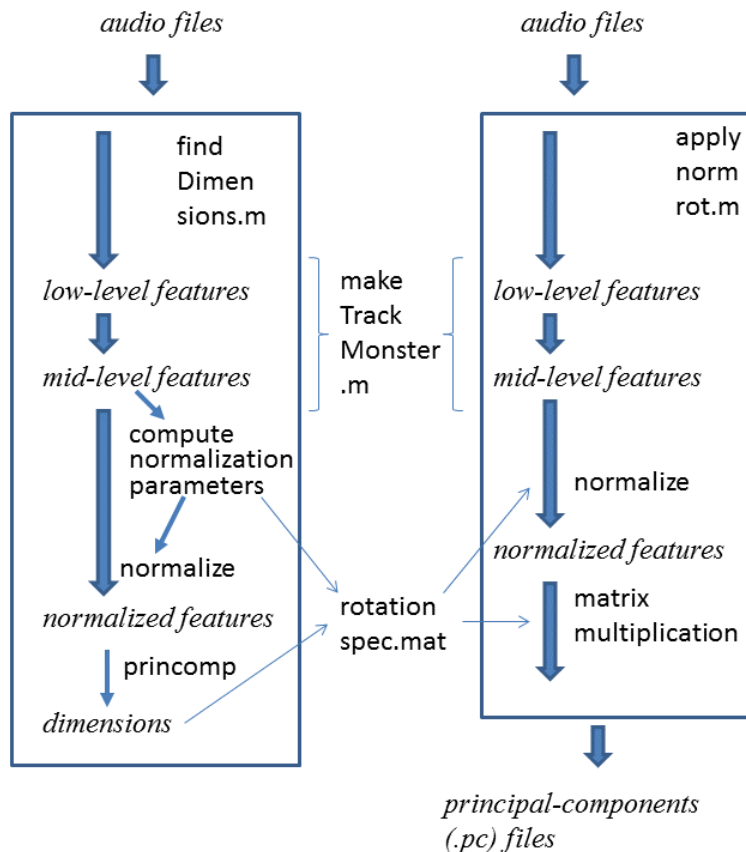 audio files
find
Dimen
sions.m
low-level features
mid-level features
compute
normalization
parameters
normalize
normalized features
princomp
dimensions
make
Track
Monster
.m
rotation
spec.mat
audio files
apply
norm
rot.m
low-level features
mid-level features
normalize
normalized features
matrix
multiplication
principal-components
(.pc) files